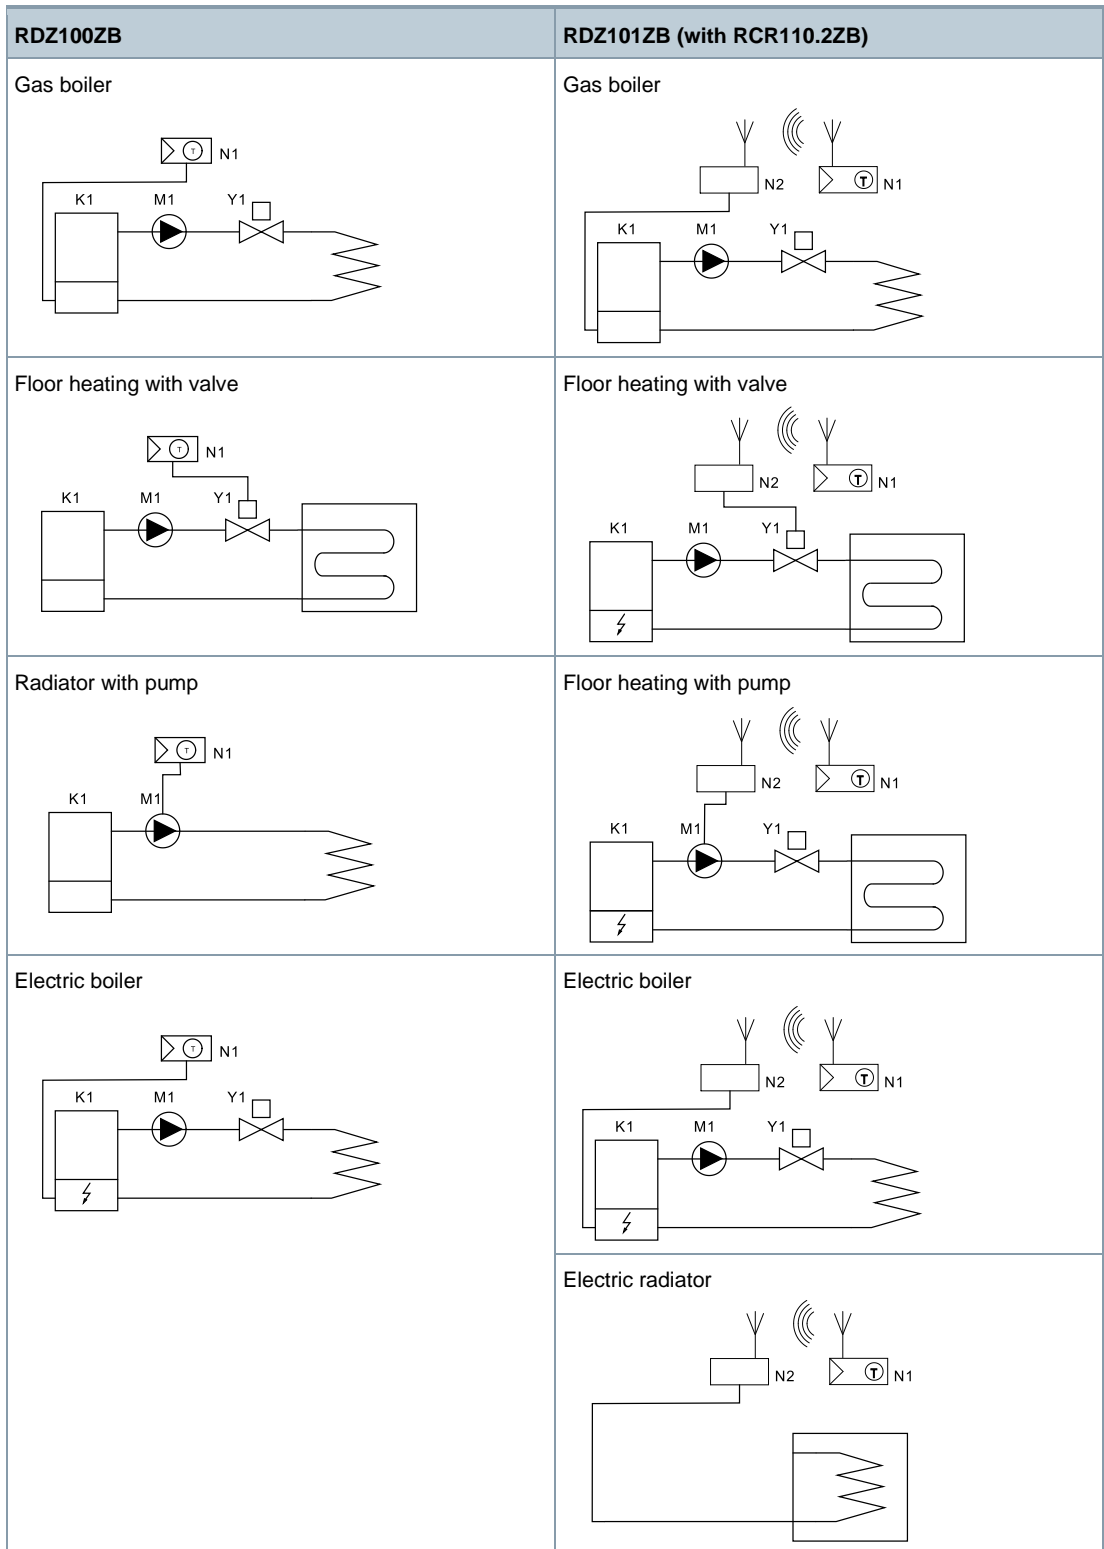 RDZ100ZB
RDZ101ZB (with RCR110.2ZB)
Gas boiler
T N1
K1 M1 Y1
Gas boiler
N2 T N1
K1 M1 Y1
Floor heating with valve
T N1
K1 M1 Y1
Floor heating with valve
N2 T N1
K1 M1 Y1
Radiator with pump
T N1
K1 M1
Floor heating with pump
N2 T N1
K1 M1 Y1
Electric boiler
T N1
K1 M1 Y1
Electric boiler
N2 T N1
K1 M1 Y1
Electric radiator
N2 T N1